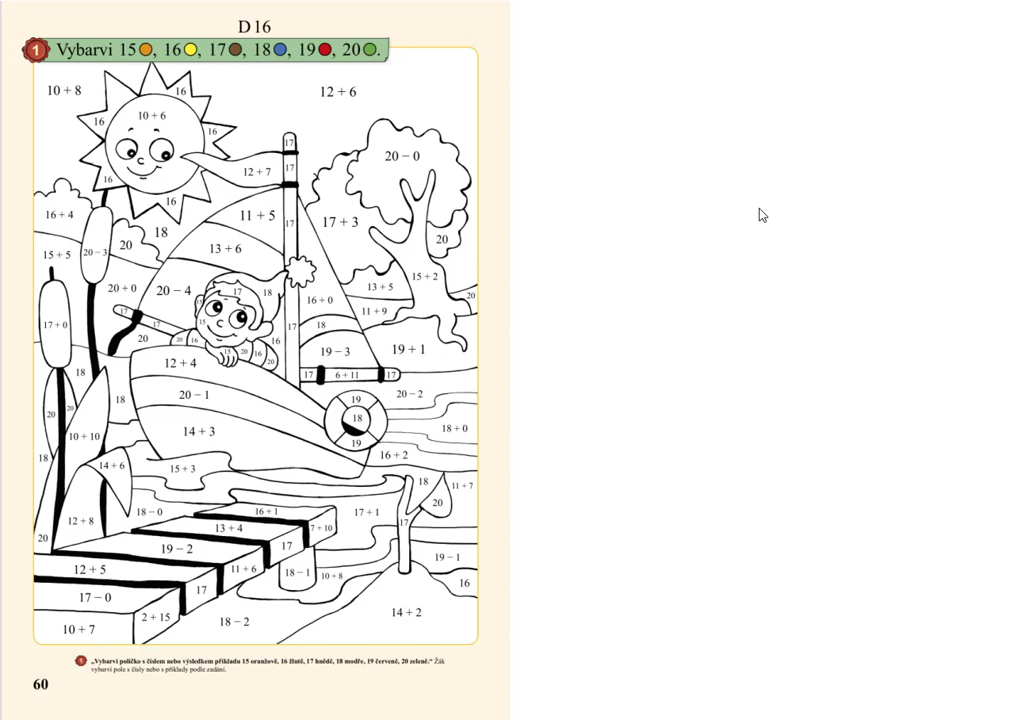 D 16
1 Vybarvi 15 , 16 , 17 , 18 , 19 , 20 .
10 + 8
16
12 + 6
16
10 + 6
16
17
20 − 0
12 + 7
17
16
16
16 + 4
11 + 5
17
17 + 3
18
20
13 + 6
20
15 + 5
20 − 3
15 + 2
20 + 0
20 − 4
17
18
16 + 0
13 + 5
20
15
11 + 9
17
17
15
17
18
17 + 0
20
20
16
16
15
20
16
20
19 − 3
19 + 1
12 + 4
18
17
6 + 11
17
20 − 1
18
19
20 − 2
20
20
18
14 + 3
19
18 + 0
10 + 10
18
14 + 6
15 + 3
16 + 2
18
11 + 7
20
18 − 0
16 + 1
17 + 1
17
12 + 8
13 + 4
7 + 10
20
19 − 2
17
19 − 1
12 + 5
11 + 6
18 − 1
10 + 8
16
17 − 0
17
2 + 15
18 − 2
14 + 2
10 + 7
1 „Vybarvi políčko s číslem nebo výsledkem příkladu 15 oranžově, 16 žlutě, 17 hnědě, 18 modře, 19 červeně, 20 zeleně.“ Žák
vybarví pole s čísly nebo s příklady podle zadání.
60